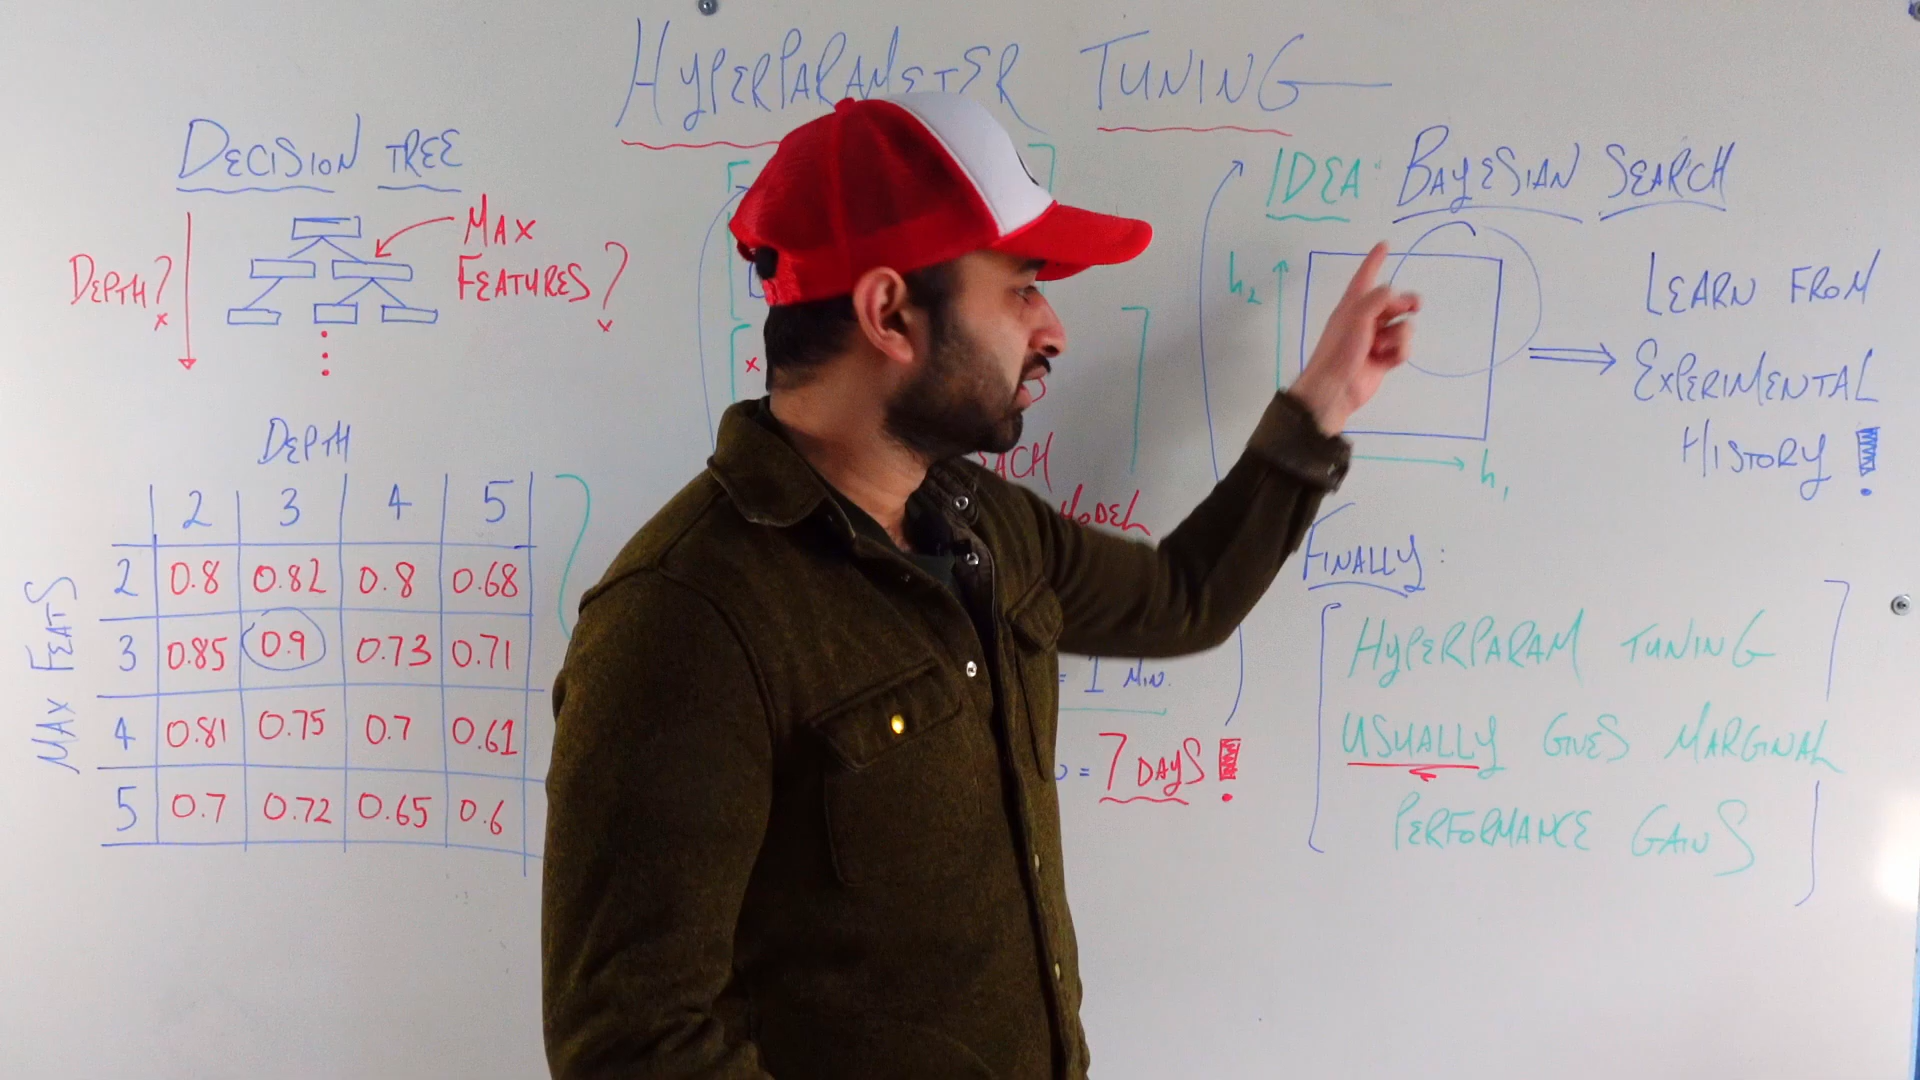 HYPERPARAMETER TUNING
DECISION TREE
DEPTH?
MAX
FEATURES?
DEPTH
2 3 4 5
MAX FEATS
2 0.8 0.82 0.8 0.68
3 0.85 0.9 0.73 0.71
4 0.81 0.75 0.7 0.61
5 0.7 0.72 0.65 0.6
MODEL
= 1 MIN.
= 7 DAYS!
IDEA: BAYESIAN SEARCH
h2
h1
LEARN FROM
EXPERIMENTAL
HISTORY!
FINALLY:
HYPERPARAM TUNING
USUALLY GIVES MARGINAL
PERFORMANCE GAINS